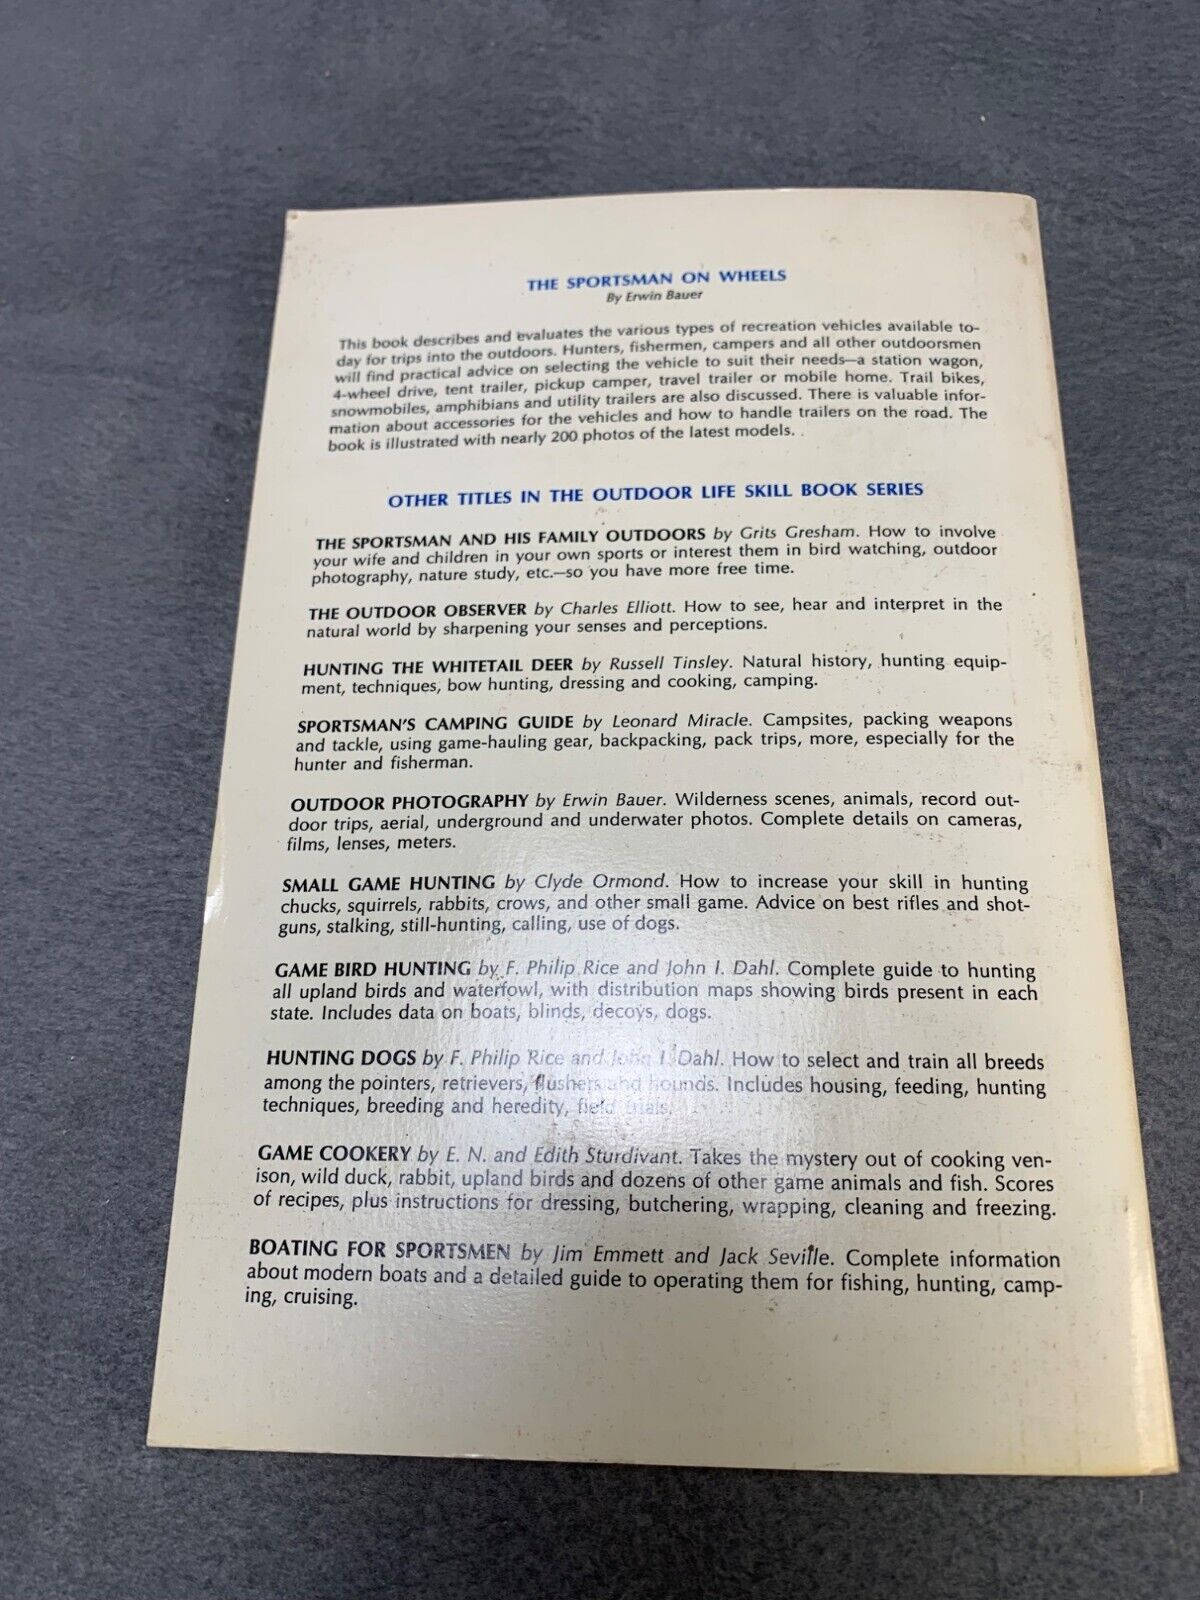 THE SPORTSMAN ON WHEELS
By Erwin Bauer
This book describes and evaluates the various types of recreation vehicles available to-
day for trips into the outdoors. Hunters, fishermen, campers and all other outdoorsmen
will find practical advice on selecting the vehicle to suit their needs—a station wagon,
4-wheel drive, tent trailer, pickup camper, travel trailer or mobile home. Trail bikes,
snowmobiles, amphibians and utility trailers are also discussed. There is valuable infor-
mation about accessories for the vehicles and how to handle trailers on the road. The
book is illustrated with nearly 200 photos of the latest models.
OTHER TITLES IN THE OUTDOOR LIFE SKILL BOOK SERIES
THE SPORTSMAN AND HIS FAMILY OUTDOORS by Grits Gresham. How to involve
your wife and children in your own sports or interest them in bird watching, outdoor
photography, nature study, etc.—so you have more free time.
THE OUTDOOR OBSERVER by Charles Elliott. How to see, hear and interpret in the
natural world by sharpening your senses and perceptions.
HUNTING THE WHITETAIL DEER by Russell Tinsley. Natural history, hunting equip-
ment, techniques, bow hunting, dressing and cooking, camping.
SPORTSMAN'S CAMPING GUIDE by Leonard Miracle. Campsites, packing weapons
and tackle, using game-hauling gear, backpacking, pack trips, more, especially for the
hunter and fisherman.
OUTDOOR PHOTOGRAPHY by Erwin Bauer. Wilderness scenes, animals, record out-
door trips, aerial, underground and underwater photos. Complete details on cameras,
films, lenses, meters.
SMALL GAME HUNTING by Clyde Ormond. How to increase your skill in hunting
chucks, squirrels, rabbits, crows, and other small game. Advice on best rifles and shot-
guns, stalking, still-hunting, calling, use of dogs.
GAME BIRD HUNTING by F. Philip Rice and John I. Dahl. Complete guide to hunting
all upland birds and waterfowl, with distribution maps showing birds present in each
state. Includes data on boats, blinds, decoys, dogs.
HUNTING DOGS by F. Philip Rice and John I. Dahl. How to select and train all breeds
among the pointers, retrievers, flushers and hounds. Includes housing, feeding, hunting
techniques, breeding and heredity, field trials.
GAME COOKERY by E. N. and Edith Sturdivant. Takes the mystery out of cooking ven-
ison, wild duck, rabbit, upland birds and dozens of other game animals and fish. Scores
of recipes, plus instructions for dressing, butchering, wrapping, cleaning and freezing.
BOATING FOR SPORTSMEN by Jim Emmett and Jack Seville. Complete information
about modern boats and a detailed guide to operating them for fishing, hunting, camp-
ing, cruising.